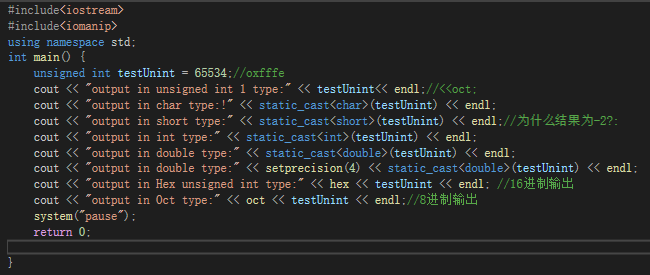 #include<iostream>
#include<iomanip>
using namespace std;
int main() {
unsigned int testUnint = 65534;//oxfffe
cout << "output in unsigned int 1 type:" << testUnint<< endl;//<<oct;
cout << "output in char type:!" << static_cast<char>(testUnint) << endl;
cout << "output in short type:" << static_cast<short>(testUnint) << endl;//为什么结果为-2?:
cout << "output in int type:" << static_cast<int>(testUnint) << endl;
cout << "output in double type:" << static_cast<double>(testUnint) << endl;
cout << "output in double type:" << setprecision(4) << static_cast<double>(testUnint) << endl;
cout << "output in Hex unsigned int type:" << hex << testUnint << endl; //16进制输出
cout << "output in Oct type:" << oct << testUnint << endl;//8进制输出
system("pause");
return 0;
}